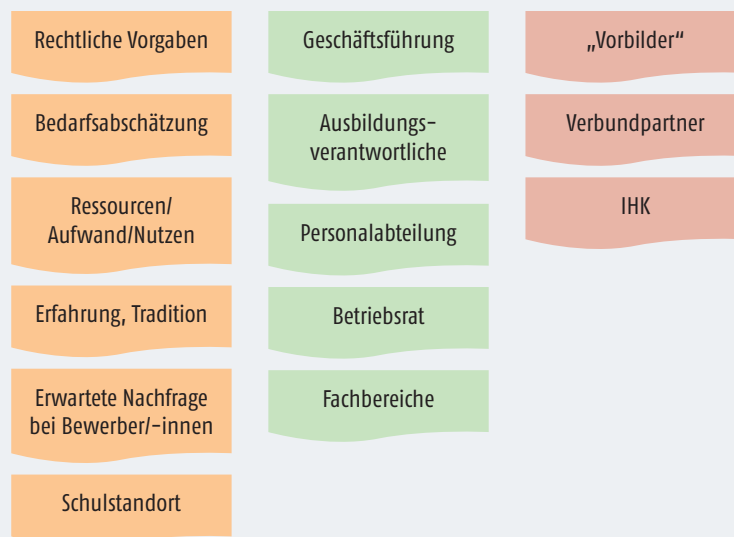 Rechtliche Vorgaben
Bedarfsabschätzung
Ressourcen/
Aufwand/Nutzen
Erfahrung, Tradition
Erwartete Nachfrage
bei Bewerber/-innen
Schulstandort
Geschäftsführung
Ausbildungs-
verantwortliche
Personalabteilung
Betriebsrat
Fachbereiche
„Vorbilder“
Verbundpartner
IHK